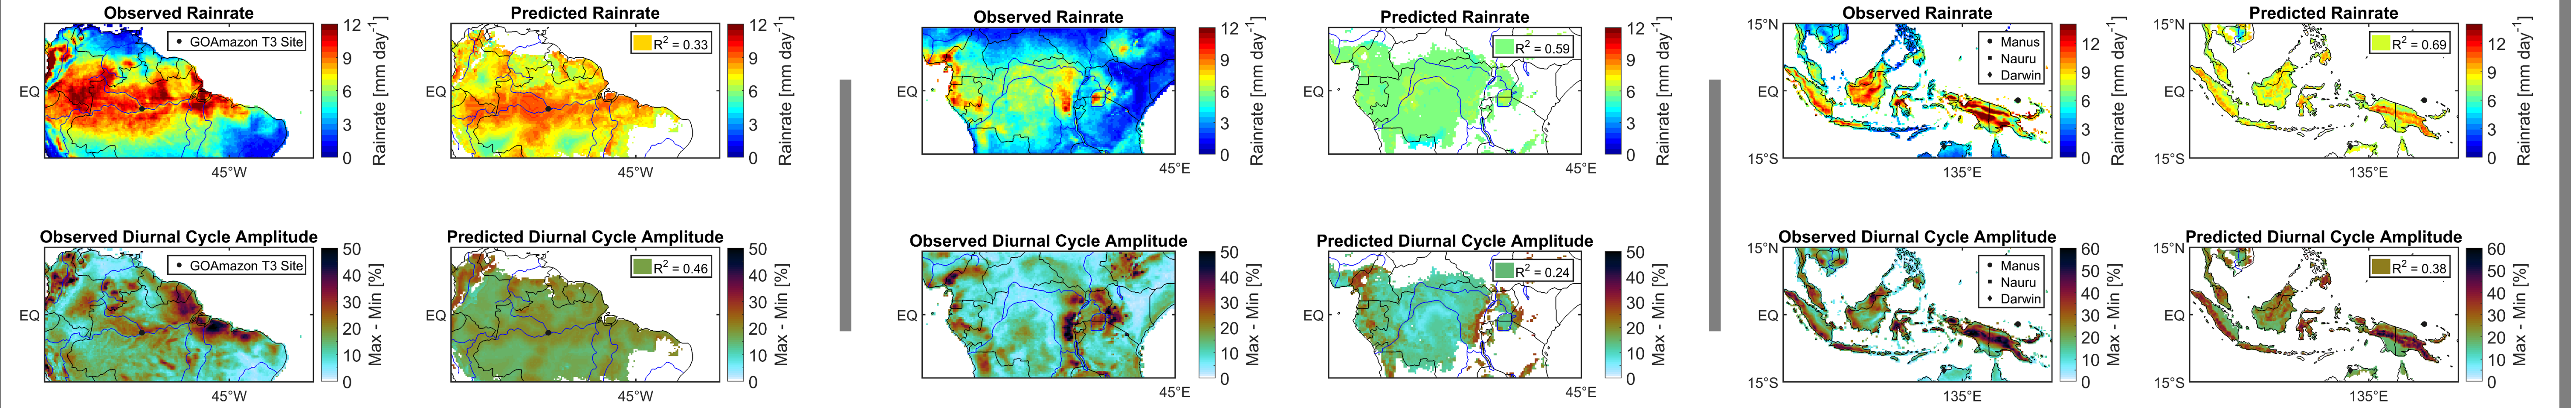 Observed Rainrate
GOAmazon T3 Site
EQ
45°W
12
9
6
3
0
Rainrate [mm day⁻¹]
Predicted Rainrate
R² = 0.33
EQ
45°W
12
9
6
3
0
Rainrate [mm day⁻¹]
Observed Rainrate
EQ
45°E
12
9
6
3
0
Rainrate [mm day⁻¹]
Predicted Rainrate
R² = 0.59
EQ
45°E
12
9
6
3
0
Rainrate [mm day⁻¹]
Observed Rainrate
15°N
EQ
15°S
Manus
Nauru
Darwin
135°E
12
9
6
3
0
Rainrate [mm day⁻¹]
Predicted Rainrate
15°N
EQ
15°S
R² = 0.69
135°E
12
9
6
3
0
Rainrate [mm day⁻¹]
Observed Diurnal Cycle Amplitude
GOAmazon T3 Site
EQ
45°W
50
40
30
20
10
0
Max - Min [%]
Predicted Diurnal Cycle Amplitude
R² = 0.46
EQ
45°W
50
40
30
20
10
0
Max - Min [%]
Observed Diurnal Cycle Amplitude
EQ
45°E
50
40
30
20
10
0
Max - Min [%]
Predicted Diurnal Cycle Amplitude
R² = 0.24
EQ
45°E
50
40
30
20
10
0
Max - Min [%]
Observed Diurnal Cycle Amplitude
15°N
EQ
15°S
Manus
Nauru
Darwin
135°E
60
50
40
30
20
10
0
Max - Min [%]
Predicted Diurnal Cycle Amplitude
15°N
EQ
15°S
R² = 0.38
135°E
60
50
40
30
20
10
0
Max - Min [%]